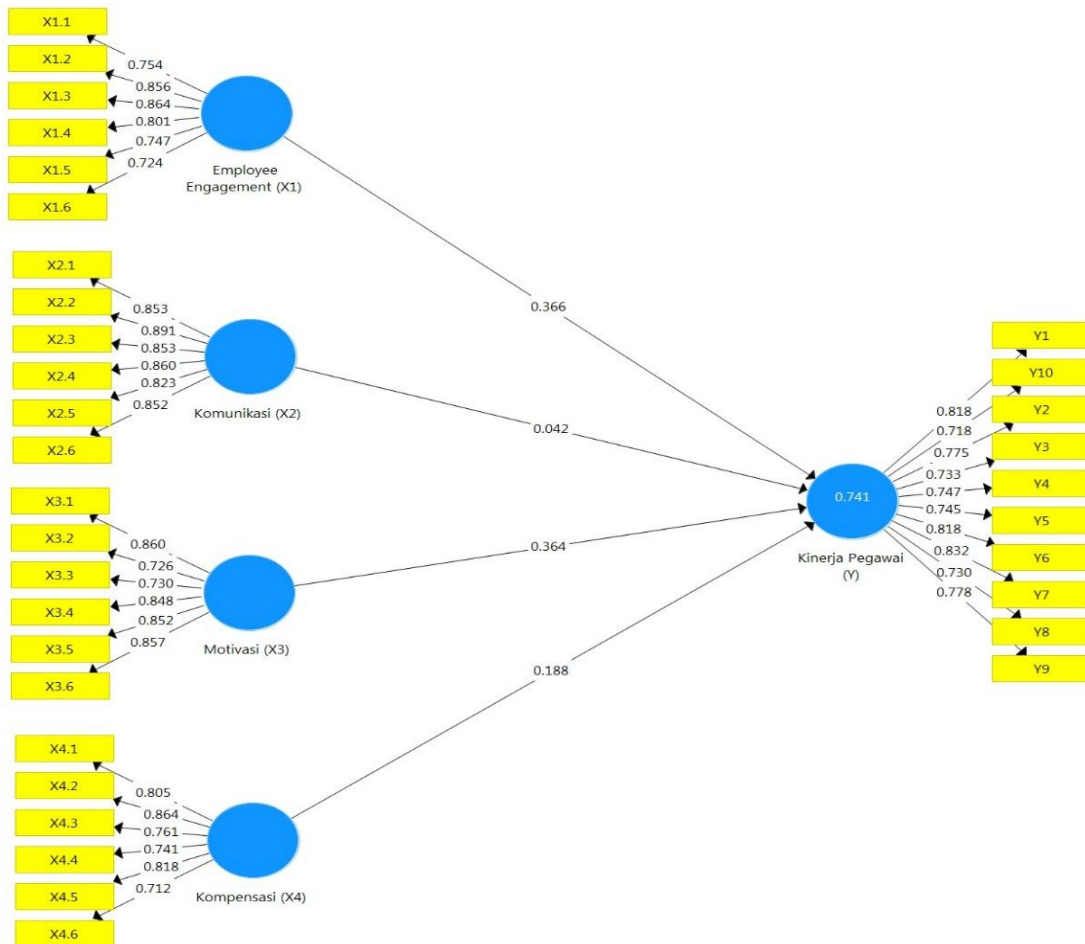 X1.1
X1.2
X1.3
X1.4
X1.5
X1.6
0.754
0.856
0.864
0.801
0.747
0.724
Employee
Engagement (X1)
0.366
X2.1
X2.2
X2.3
X2.4
X2.5
X2.6
0.853
0.891
0.853
0.860
0.823
0.852
Komunikasi (X2)
0.042
X3.1
X3.2
X3.3
X3.4
X3.5
X3.6
0.860
0.726
0.730
0.848
0.852
0.857
Motivasi (X3)
0.364
X4.1
X4.2
X4.3
X4.4
X4.5
X4.6
0.805
0.864
0.761
0.741
0.818
0.712
Kompensasi (X4)
0.188
0.741
Kinerja Pegawai
(Y)
0.818
0.718
0.775
0.733
0.747
0.745
0.818
0.832
0.730
0.778
Y1
Y10
Y2
Y3
Y4
Y5
Y6
Y7
Y8
Y9